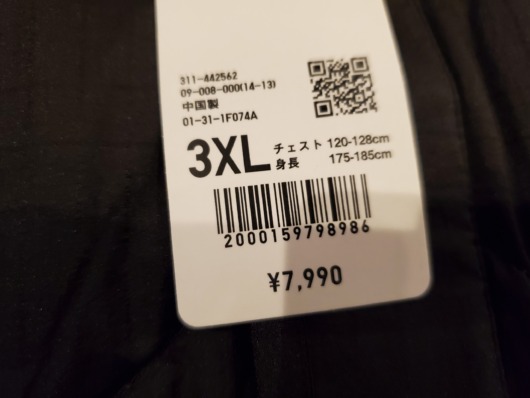 311-442562
09-008-000(14-13)
中国製
01-31-1F074A
3XL チェスト 120-128cm
身長 175-185cm
2000159798986
¥7,990